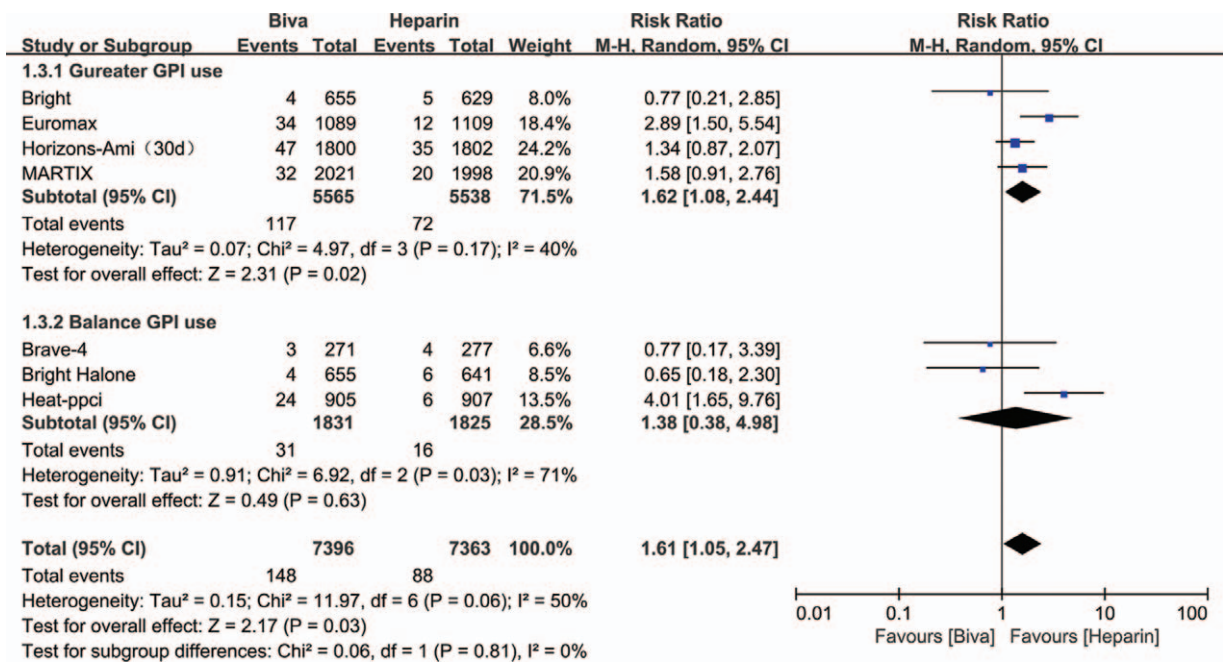 Biva Heparin Risk Ratio Risk Ratio
Study or Subgroup Events Total Events Total Weight M-H, Random, 95% CI M-H, Random, 95% CI
1.3.1 Gureater GPI use
Bright 4 655 5 629 8.0% 0.77 [0.21, 2.85]
Euromax 34 1089 12 1109 18.4% 2.89 [1.50, 5.54]
Horizons-Ami（30d） 47 1800 35 1802 24.2% 1.34 [0.87, 2.07]
MARTIX 32 2021 20 1998 20.9% 1.58 [0.91, 2.76]
Subtotal (95% CI) 5565 5538 71.5% 1.62 [1.08, 2.44]
Total events 117 72
Heterogeneity: Tau² = 0.07; Chi² = 4.97, df = 3 (P = 0.17); I² = 40%
Test for overall effect: Z = 2.31 (P = 0.02)
1.3.2 Balance GPI use
Brave-4 3 271 4 277 6.6% 0.77 [0.17, 3.39]
Bright Halone 4 655 6 641 8.5% 0.65 [0.18, 2.30]
Heat-ppci 24 905 6 907 13.5% 4.01 [1.65, 9.76]
Subtotal (95% CI) 1831 1825 28.5% 1.38 [0.38, 4.98]
Total events 31 16
Heterogeneity: Tau² = 0.91; Chi² = 6.92, df = 2 (P = 0.03); I² = 71%
Test for overall effect: Z = 0.49 (P = 0.63)
Total (95% CI) 7396 7363 100.0% 1.61 [1.05, 2.47]
Total events 148 88
Heterogeneity: Tau² = 0.15; Chi² = 11.97, df = 6 (P = 0.06); I² = 50%
Test for overall effect: Z = 2.17 (P = 0.03)
Test for subgroup differences: Chi² = 0.06, df = 1 (P = 0.81), I² = 0%
0.01 0.1 1 10 100
Favours [Biva] Favours [Heparin]